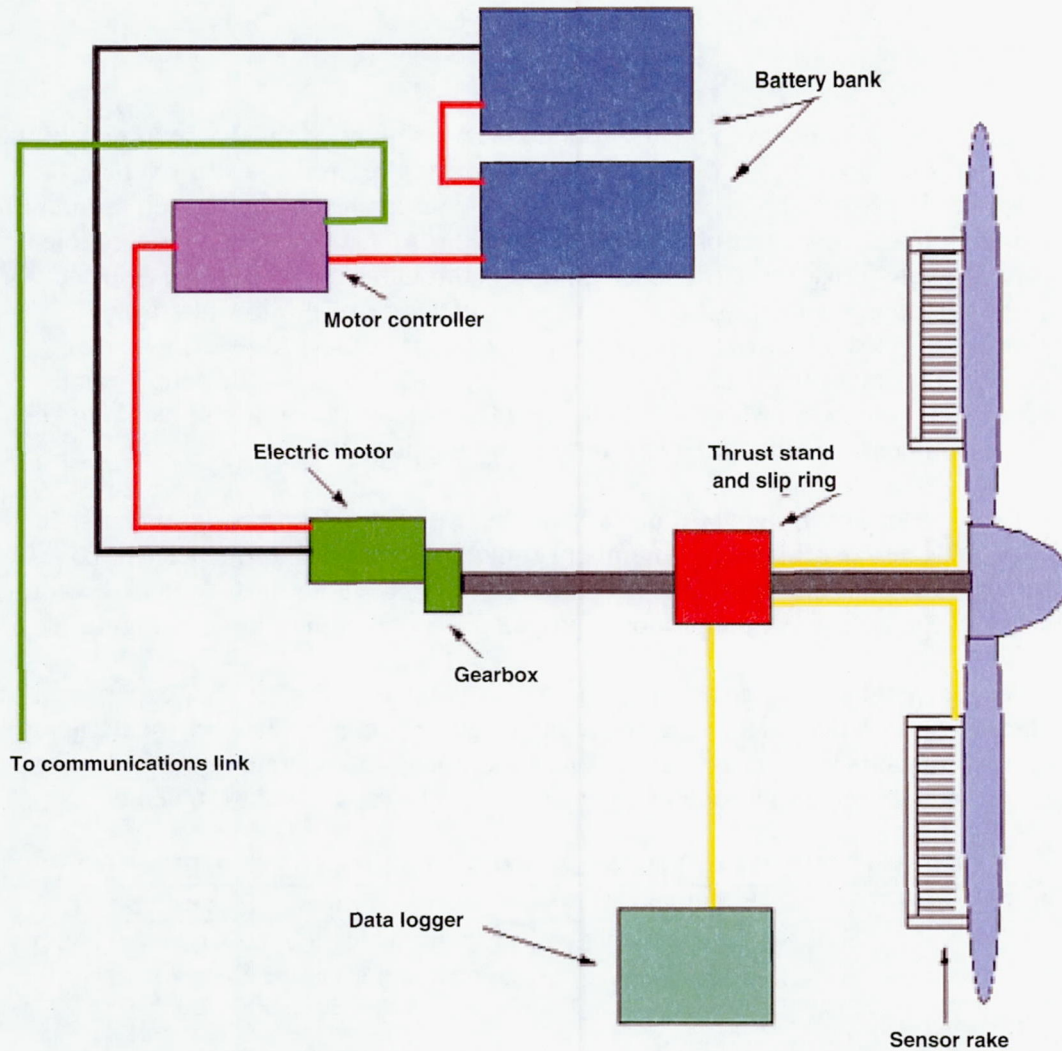 Battery bank
Motor controller
Electric motor
Thrust stand
and slip ring
Gearbox
To communications link
Data logger
Sensor rake